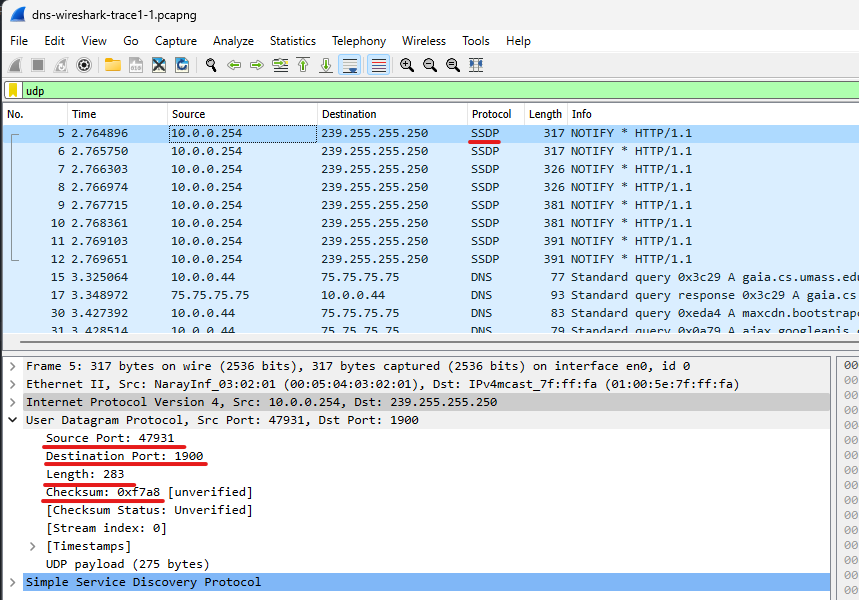 dns-wireshark-trace1-1.pcapng
File Edit View Go Capture Analyze Statistics Telephony Wireless Tools Help
udp
No. Time Source Destination Protocol Length Info
5 2.764896 10.0.0.254 239.255.255.250 SSDP 317 NOTIFY * HTTP/1.1
6 2.765750 10.0.0.254 239.255.255.250 SSDP 317 NOTIFY * HTTP/1.1
7 2.766303 10.0.0.254 239.255.255.250 SSDP 326 NOTIFY * HTTP/1.1
8 2.766974 10.0.0.254 239.255.255.250 SSDP 326 NOTIFY * HTTP/1.1
9 2.767715 10.0.0.254 239.255.255.250 SSDP 381 NOTIFY * HTTP/1.1
10 2.768361 10.0.0.254 239.255.255.250 SSDP 381 NOTIFY * HTTP/1.1
11 2.769103 10.0.0.254 239.255.255.250 SSDP 391 NOTIFY * HTTP/1.1
12 2.769651 10.0.0.254 239.255.255.250 SSDP 391 NOTIFY * HTTP/1.1
15 3.325064 10.0.0.44 75.75.75.75 DNS 77 Standard query 0x3c29 A gaia.cs.umass.edu
17 3.348972 75.75.75.75 10.0.0.44 DNS 93 Standard query response 0x3c29 A gaia.cs
30 3.427392 10.0.0.44 75.75.75.75 DNS 83 Standard query 0xeda4 A maxcdn.bootstrapc
31 3.428514 10.0.0.44 75.75.75.75 DNS 79 Standard query 0x0a79 A ajax.googleapis.c
Frame 5: 317 bytes on wire (2536 bits), 317 bytes captured (2536 bits) on interface en0, id 0
Ethernet II, Src: NarayInf_03:02:01 (00:05:04:03:02:01), Dst: IPv4mcast_7f:ff:fa (01:00:5e:7f:ff:fa)
Internet Protocol Version 4, Src: 10.0.0.254, Dst: 239.255.255.250
User Datagram Protocol, Src Port: 47931, Dst Port: 1900
Source Port: 47931
Destination Port: 1900
Length: 283
Checksum: 0xf7a8 [unverified]
[Checksum Status: Unverified]
[Stream index: 0]
[Timestamps]
UDP payload (275 bytes)
Simple Service Discovery Protocol